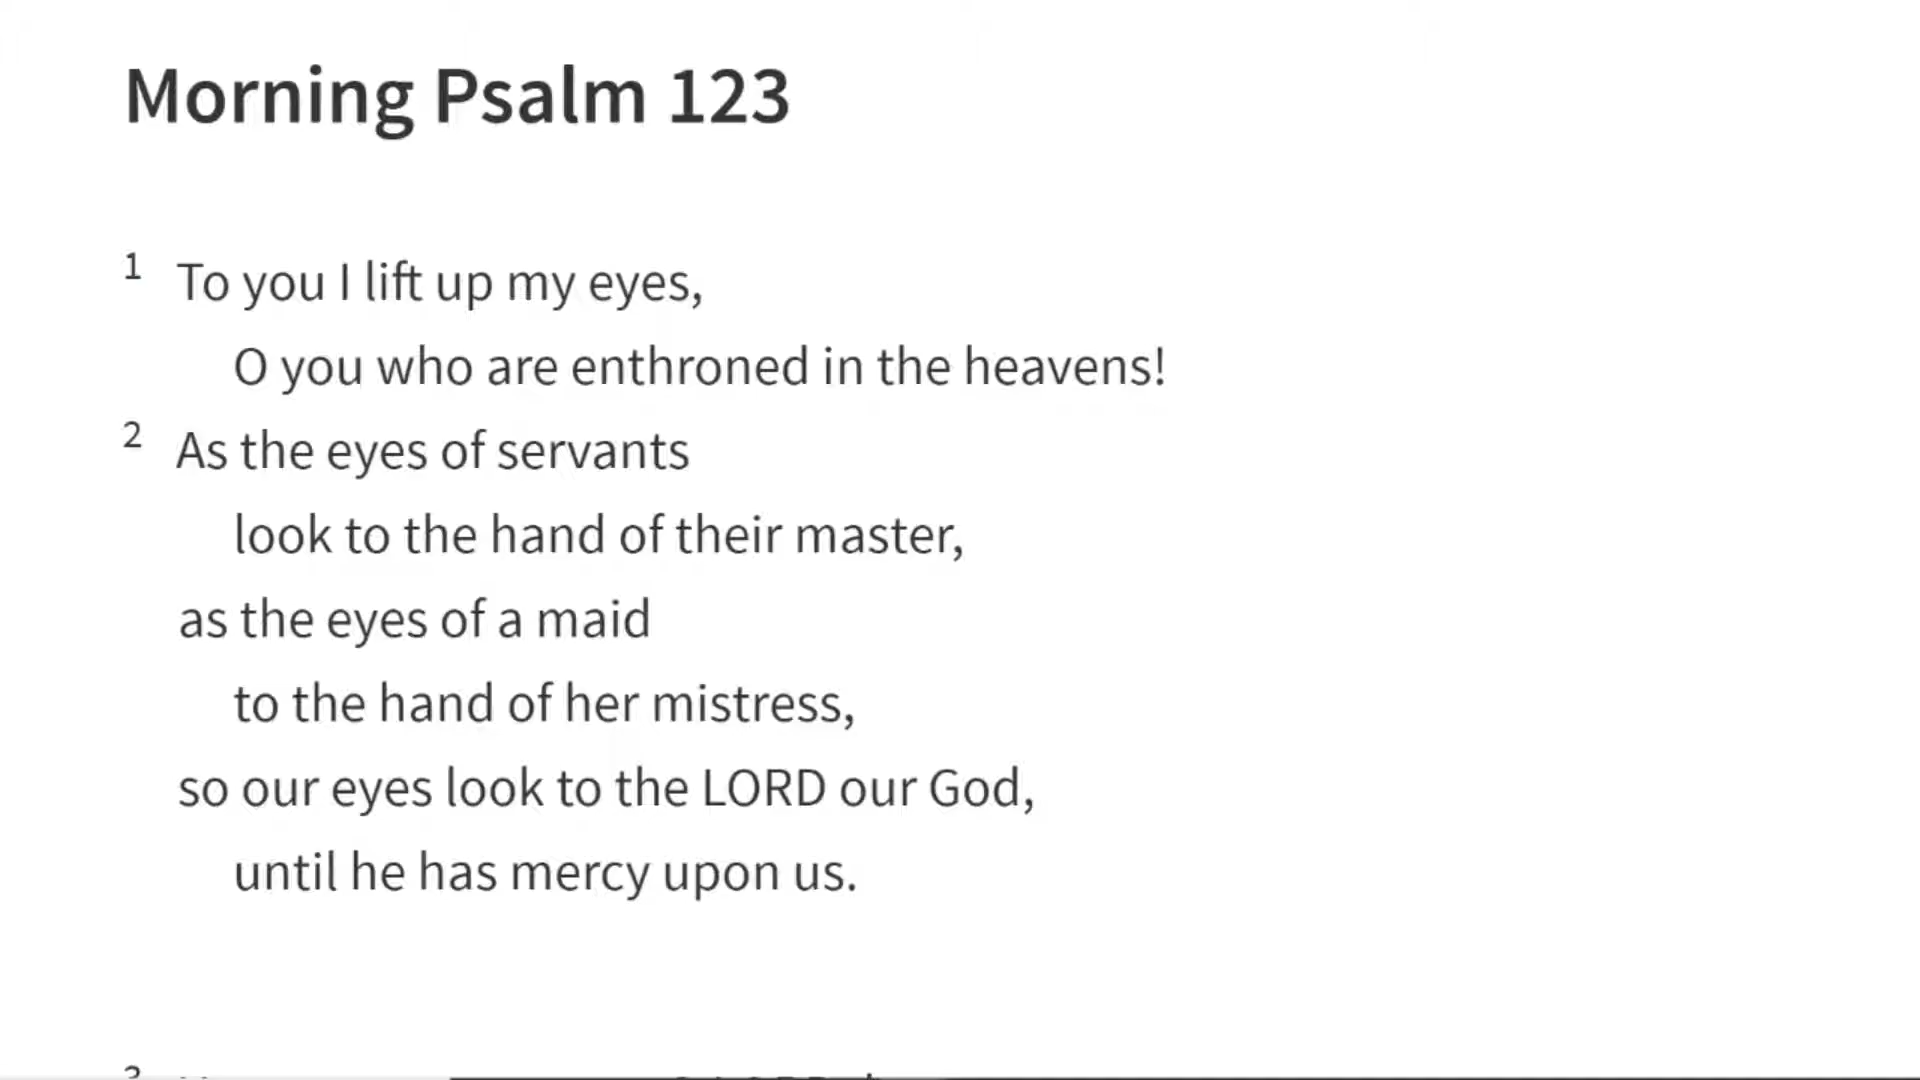 Morning Psalm 123
1 To you I lift up my eyes,
O you who are enthroned in the heavens!
2 As the eyes of servants
look to the hand of their master,
as the eyes of a maid
to the hand of her mistress,
so our eyes look to the LORD our God,
until he has mercy upon us.
3